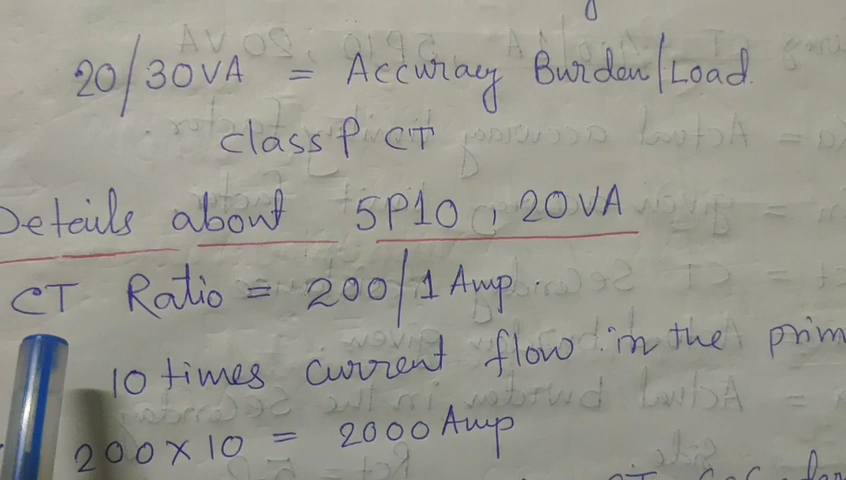 20/30VA = Accuracy Burden/Load
Class P CT
Details about 5P10, 20VA
CT Ratio = 200/1 Amp.
10 times current flow in the prim
200×10 = 2000 Amp